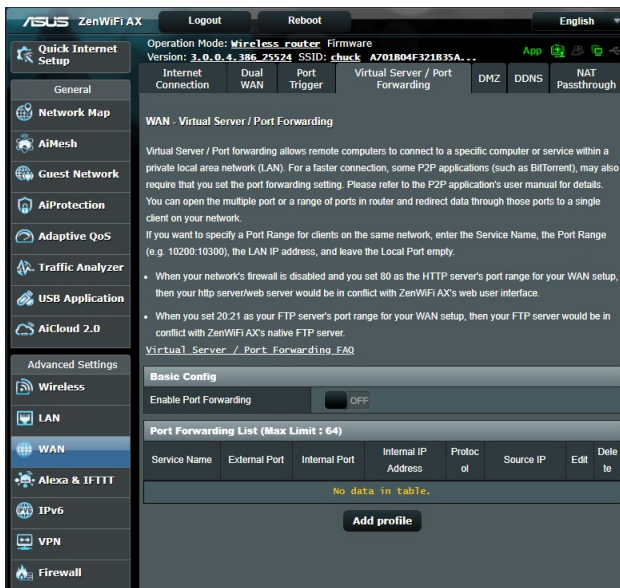 ASUS ZenWiFi AX
Logout
Reboot
English
Quick Internet
Setup
Operation Mode: Wireless router Firmware
Version: 3.0.0.4.386_25524 SSID: chuck A701B04F321B35A...
App
General
Network Map
AiMesh
Guest Network
AiProtection
Adaptive QoS
Traffic Analyzer
USB Application
AiCloud 2.0
Advanced Settings
Wireless
LAN
WAN
Alexa & IFTTT
IPv6
VPN
Firewall
Internet
Connection
Dual
WAN
Port
Trigger
Virtual Server / Port
Forwarding
DMZ
DDNS
NAT
Passthrough
WAN - Virtual Server / Port Forwarding
Virtual Server / Port forwarding allows remote computers to connect to a specific computer or service within a
private local area network (LAN). For a faster connection, some P2P applications (such as BitTorrent), may also
require that you set the port forwarding setting. Please refer to the P2P application's user manual for details.
You can open the multiple port or a range of ports in router and redirect data through those ports to a single
client on your network.
If you want to specify a Port Range for clients on the same network, enter the Service Name, the Port Range
(e.g. 10200:10300), the LAN IP address, and leave the Local Port empty.
• When your network's firewall is disabled and you set 80 as the HTTP server's port range for your WAN setup,
then your http server/web server would be in conflict with ZenWiFi AX's web user interface.
• When you set 20:21 as your FTP server's port range for your WAN setup, then your FTP server would be in
conflict with ZenWiFi AX's native FTP server.
Virtual Server / Port Forwarding FAQ
Basic Config
Enable Port Forwarding
OFF
Port Forwarding List (Max Limit : 64)
Service Name
External Port
Internal Port
Internal IP
Address
Protoc
ol
Source IP
Edit
Dele
te
No data in table.
Add profile